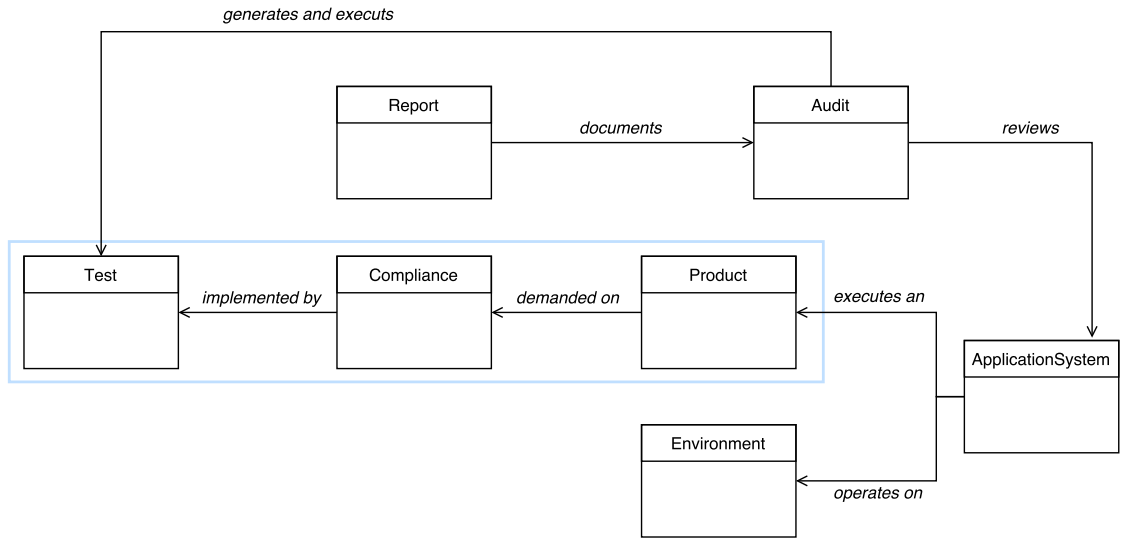 generates and executs
Report
Audit
documents
reviews
Test
Compliance
Product
implemented by
demanded on
executes an
ApplicationSystem
Environment
operates on